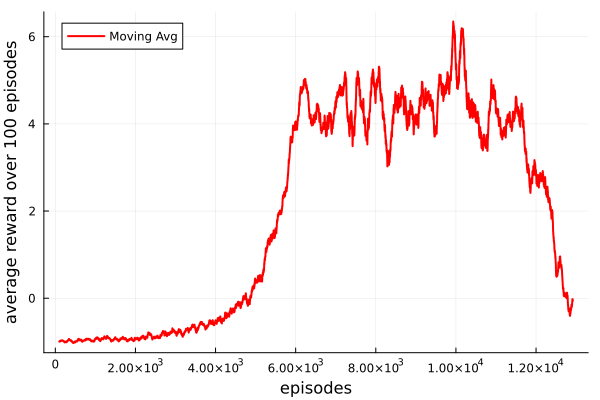 average reward over 100 episodes
6
4
2
0
Moving Avg
0 2.00×10³ 4.00×10³ 6.00×10³ 8.00×10³ 1.00×10⁴ 1.20×10⁴
episodes